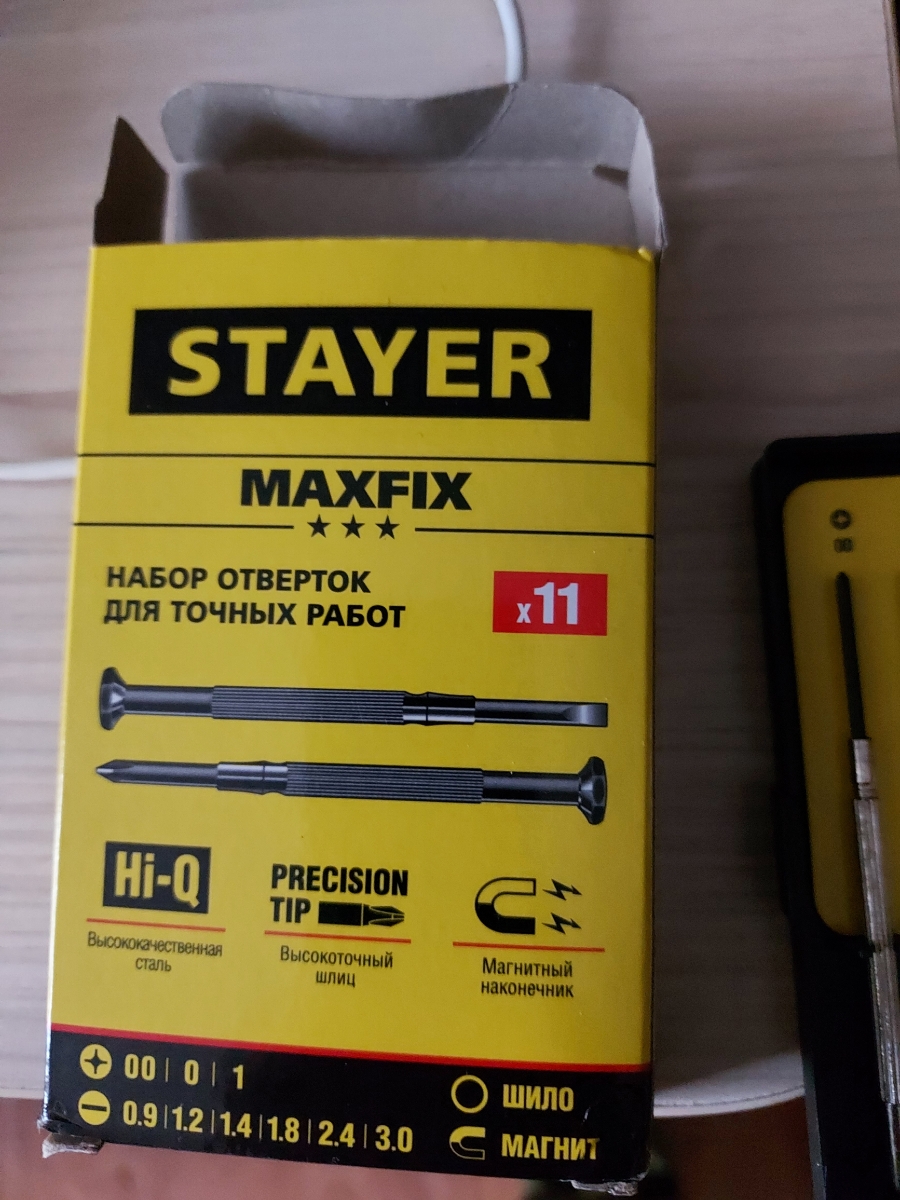 STAYER
MAXFIX
НАБОР ОТВЕРТОК
ДЛЯ ТОЧНЫХ РАБОТ
x11
Hi-Q
Высококачественная
сталь
PRECISION
TIP
Высокоточный
шлиц
Магнитный
наконечник
00 | 0 | 1
0.9 | 1.2 | 1.4 | 1.8 | 2.4 | 3.0
ШИЛО
МАГНИТ
00